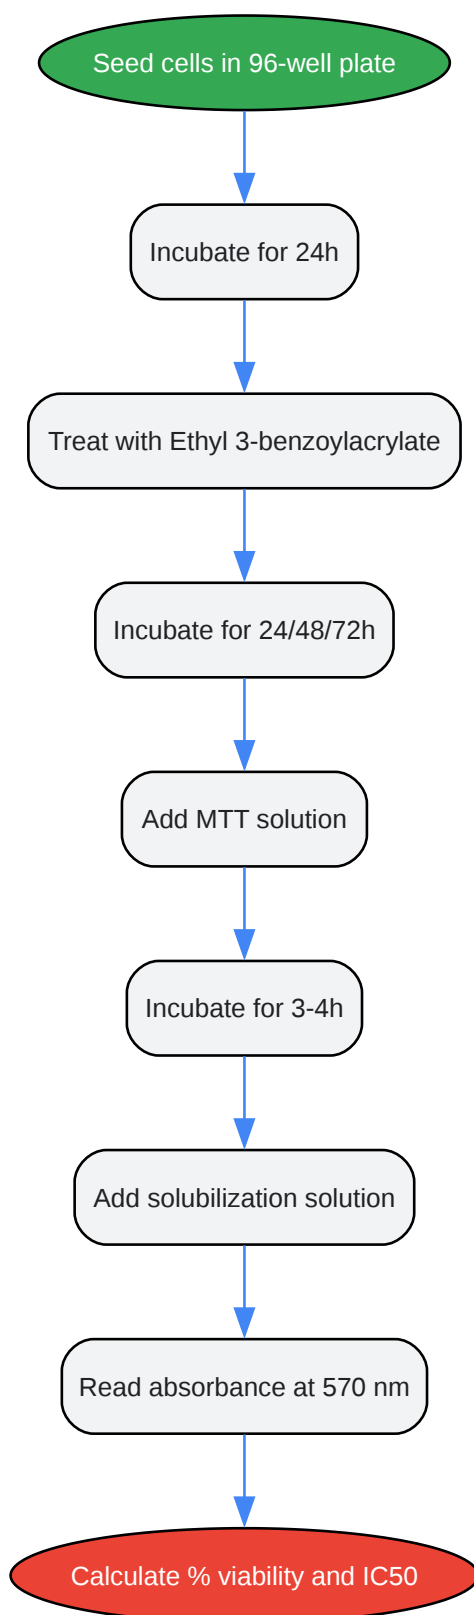 Seed cells in 96-well plate
Incubate for 24h
Treat with Ethyl 3-benzoylacrylate
Incubate for 24/48/72h
Add MTT solution
Incubate for 3-4h
Add solubilization solution
Read absorbance at 570 nm
Calculate % viability and IC50